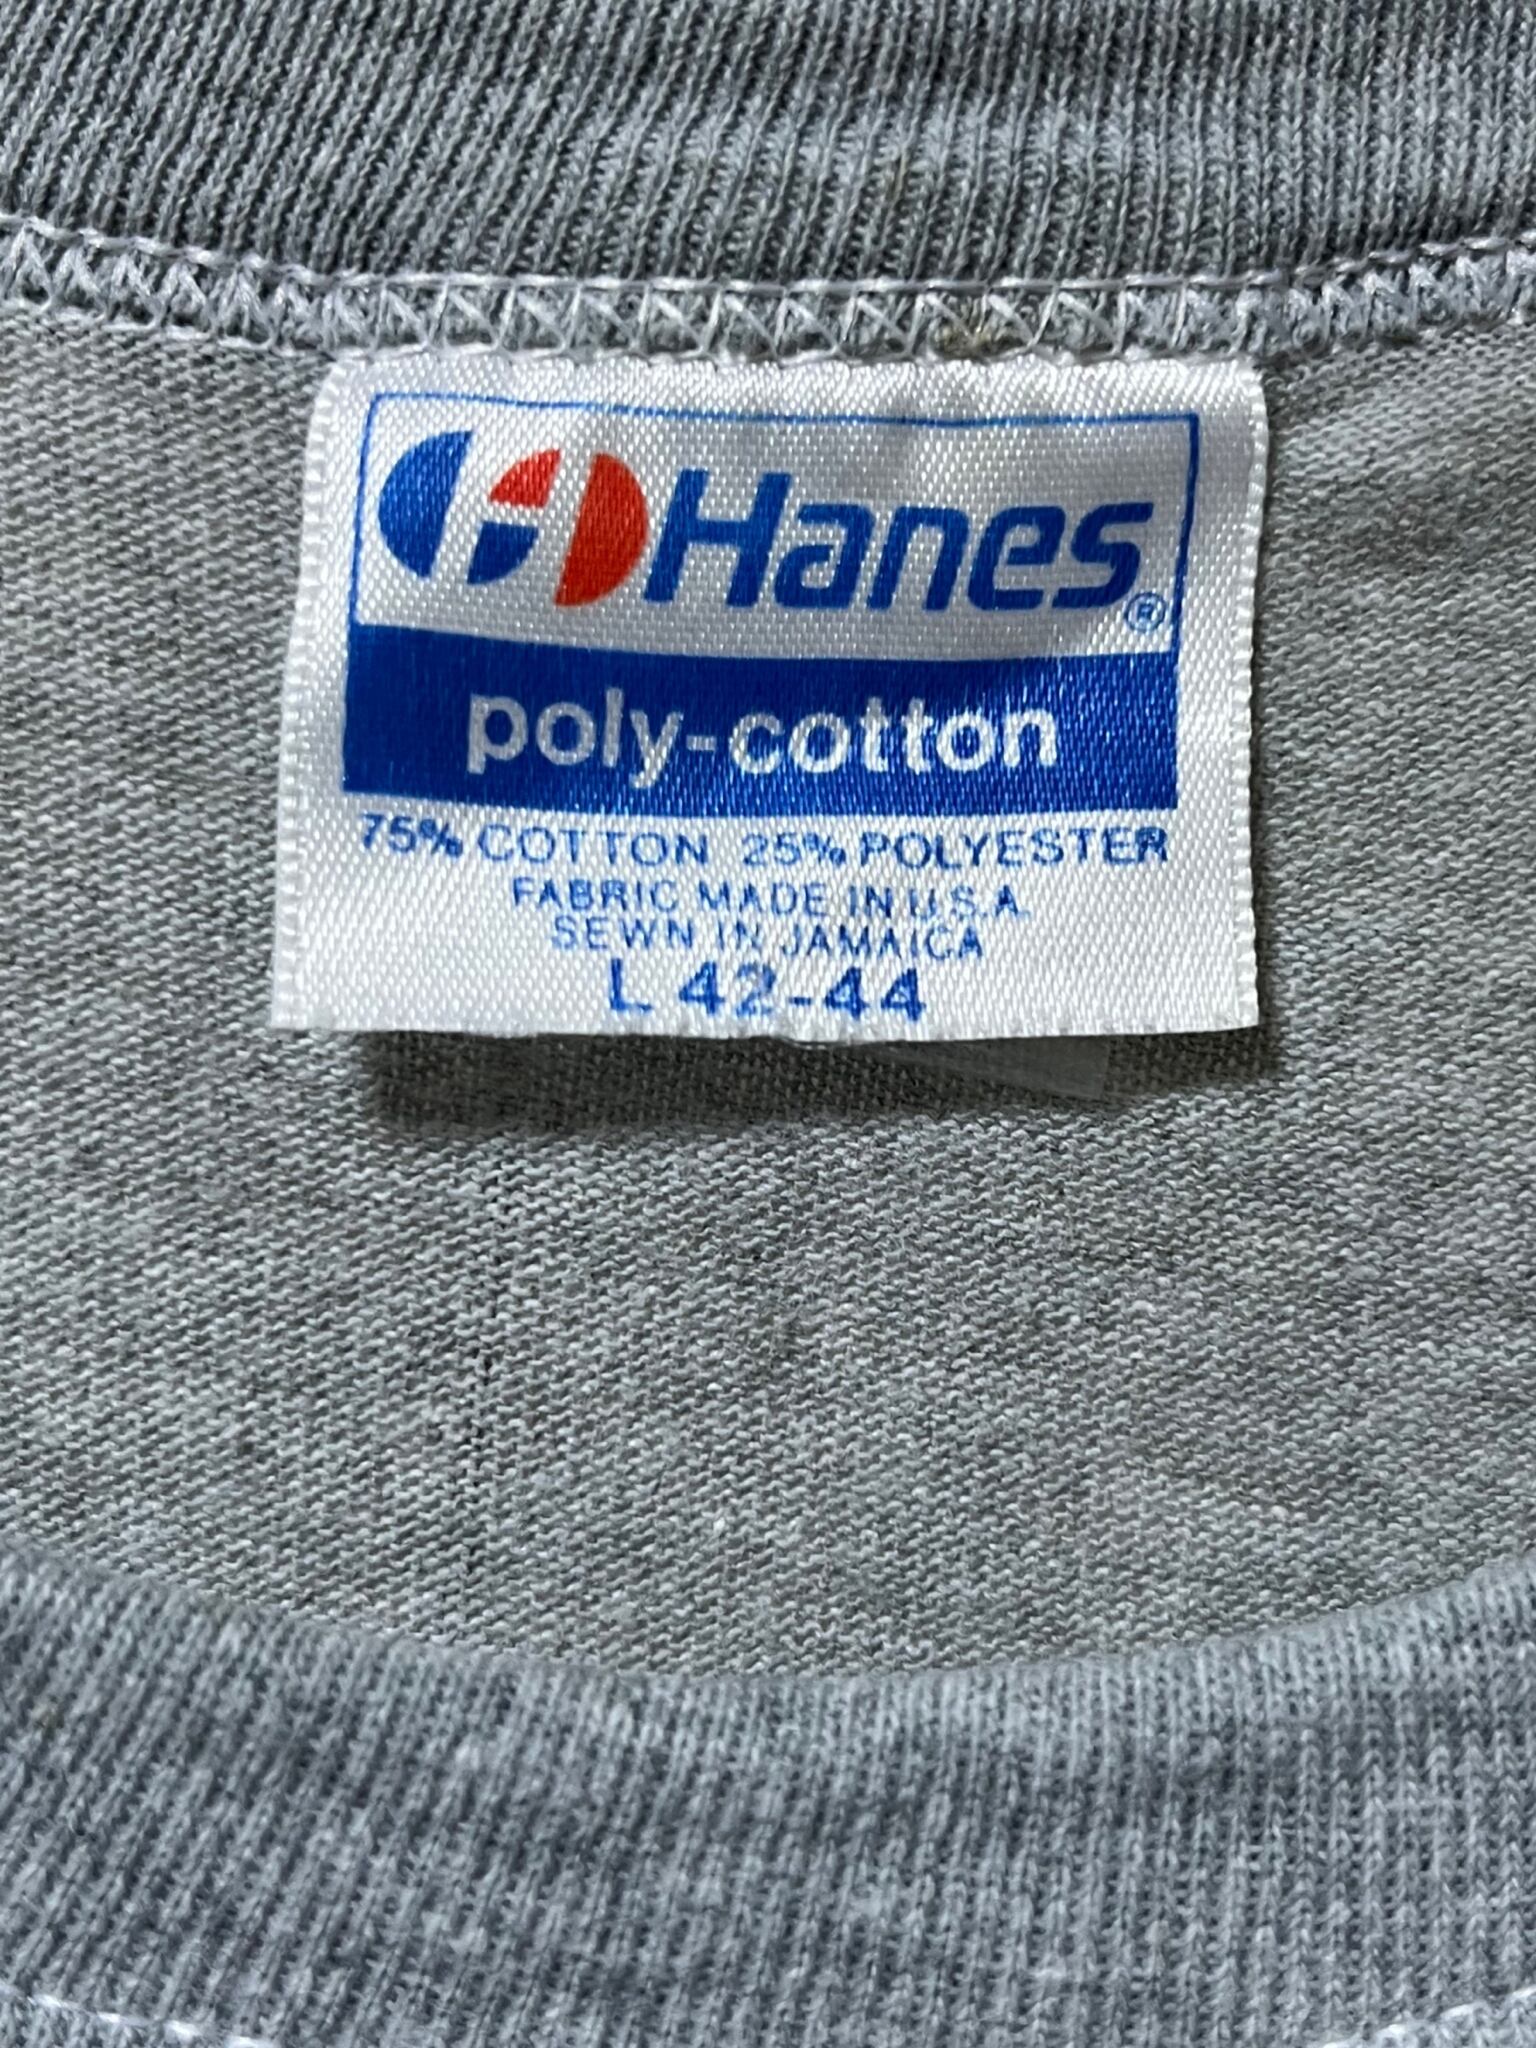 Hanes®
poly-cotton
75% COTTON 25% POLYESTER
FABRIC MADE IN U.S.A.
SEWN IN JAMAICA
L 42-44